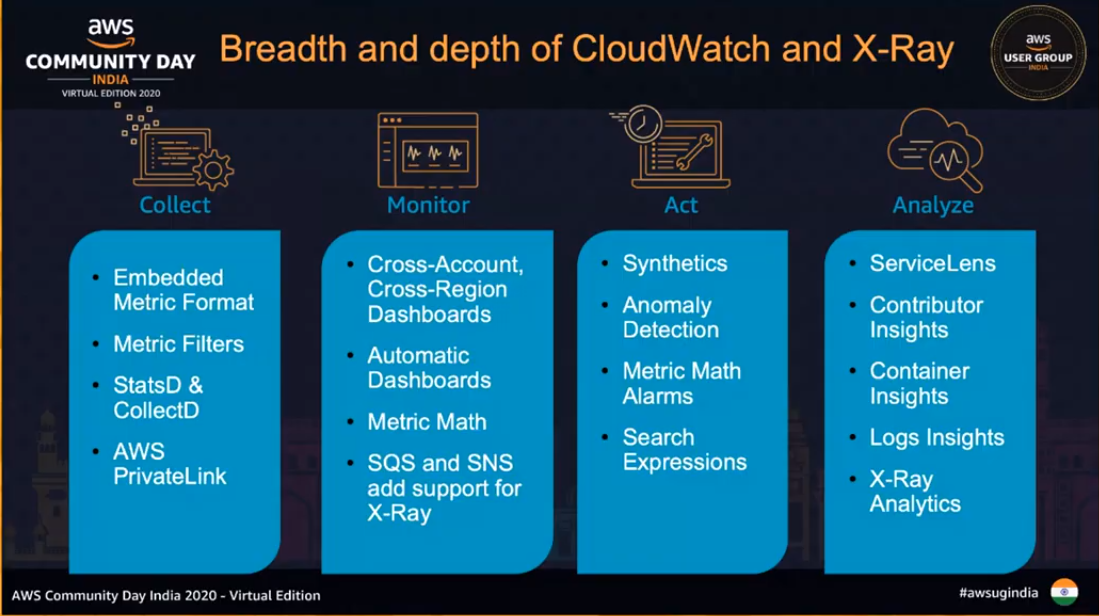 aws
COMMUNITY DAY
INDIA
VIRTUAL EDITION 2020
Breadth and depth of CloudWatch and X-Ray
aws
USER GROUP
INDIA
Collect
• Embedded
Metric Format
• Metric Filters
• StatsD &
CollectD
• AWS
PrivateLink
Monitor
• Cross-Account,
Cross-Region
Dashboards
• Automatic
Dashboards
• Metric Math
• SQS and SNS
add support for
X-Ray
Act
• Synthetics
• Anomaly
Detection
• Metric Math
Alarms
• Search
Expressions
Analyze
• ServiceLens
• Contributor
Insights
• Container
Insights
• Logs Insights
• X-Ray
Analytics
AWS Community Day India 2020 - Virtual Edition
#awsugindia